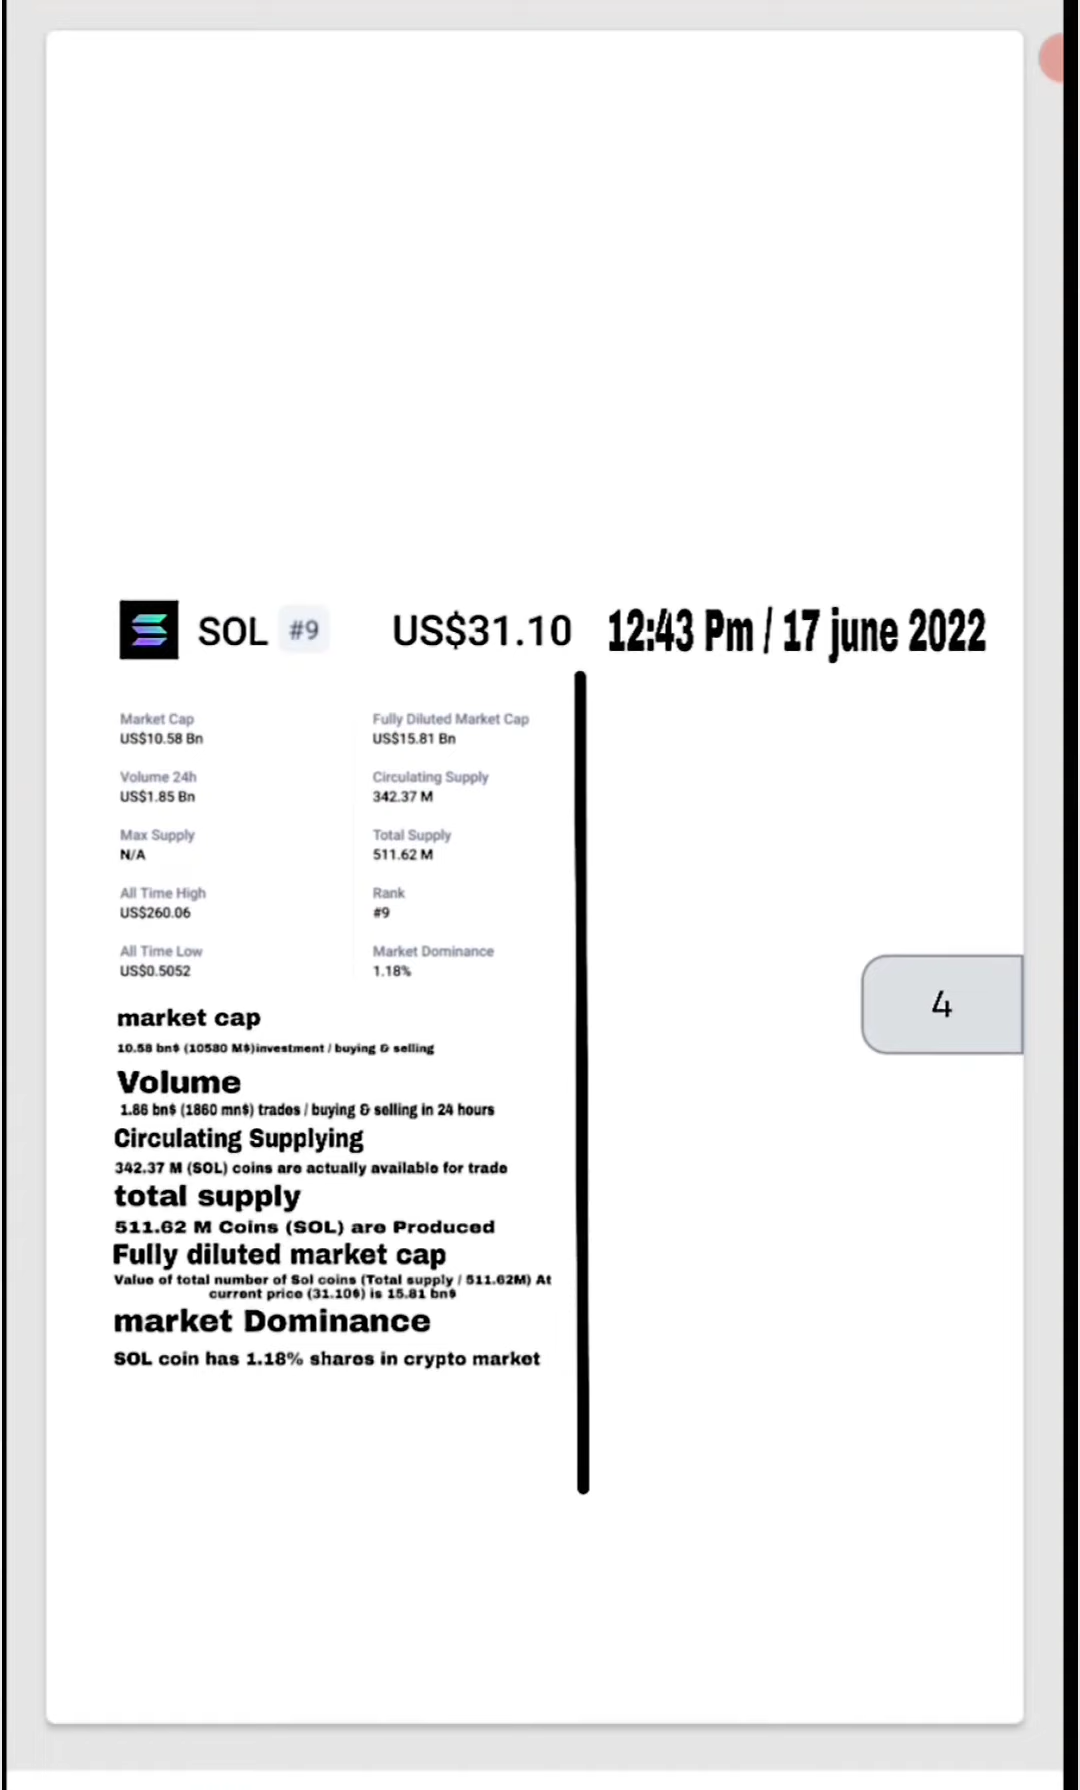 SOL #9 US$31.10 12:43 Pm / 17 june 2022
Market Cap Fully Diluted Market Cap
US$10.58 Bn US$15.81 Bn
Volume 24h Circulating Supply
US$1.85 Bn 342.37 M
Max Supply Total Supply
N/A 511.62 M
All Time High Rank
US$260.06 #9
All Time Low Market Dominance
US$0.5052 1.18%
4
market cap
10.58 bn$ (10580 M$)investment / buying & selling
Volume
1.86 bn$ (1860 mn$) trades / buying & selling in 24 hours
Circulating Supplying
342.37 M (SOL) coins are actually available for trade
total supply
511.62 M Coins (SOL) are Produced
Fully diluted market cap
Value of total number of Sol coins (Total supply / 511.62M) At
current price (31.10$) is 15.81 bn$
market Dominance
SOL coin has 1.18% shares in crypto market